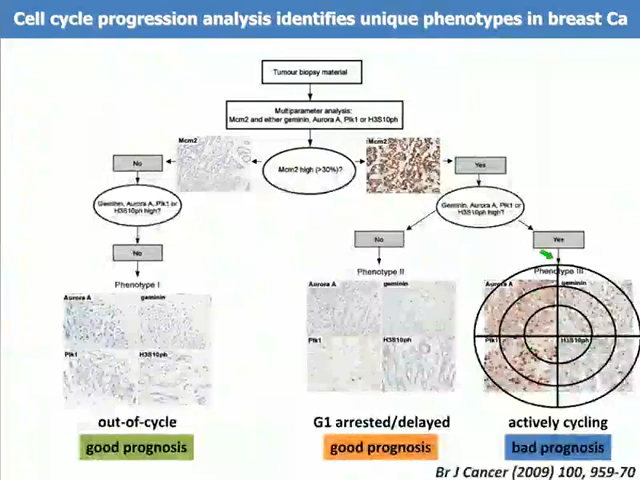 Cell cycle progression analysis identifies unique phenotypes in breast Ca
Tumour biopsy material
Multiparameter analysis:
Mcm2 and either geminin, Aurora A, Plk1 or H3S10ph
Mcm2
Mcm2 high (>30%)?
Mcm2
No
Yes
Geminin, Aurora A, Plk1 or
H3S10ph high?
Geminin, Aurora A, Plk1 or
H3S10ph high?
No
No
Yes
Phenotype I
Phenotype II
Phenotype III
Aurora A
geminin
Plk1
H3S10ph
Aurora A
geminin
Plk1
H3S10ph
Aurora A
geminin
Plk1
H3S10ph
out-of-cycle
G1 arrested/delayed
actively cycling
good prognosis
good prognosis
bad prognosis
Br J Cancer (2009) 100, 959-70